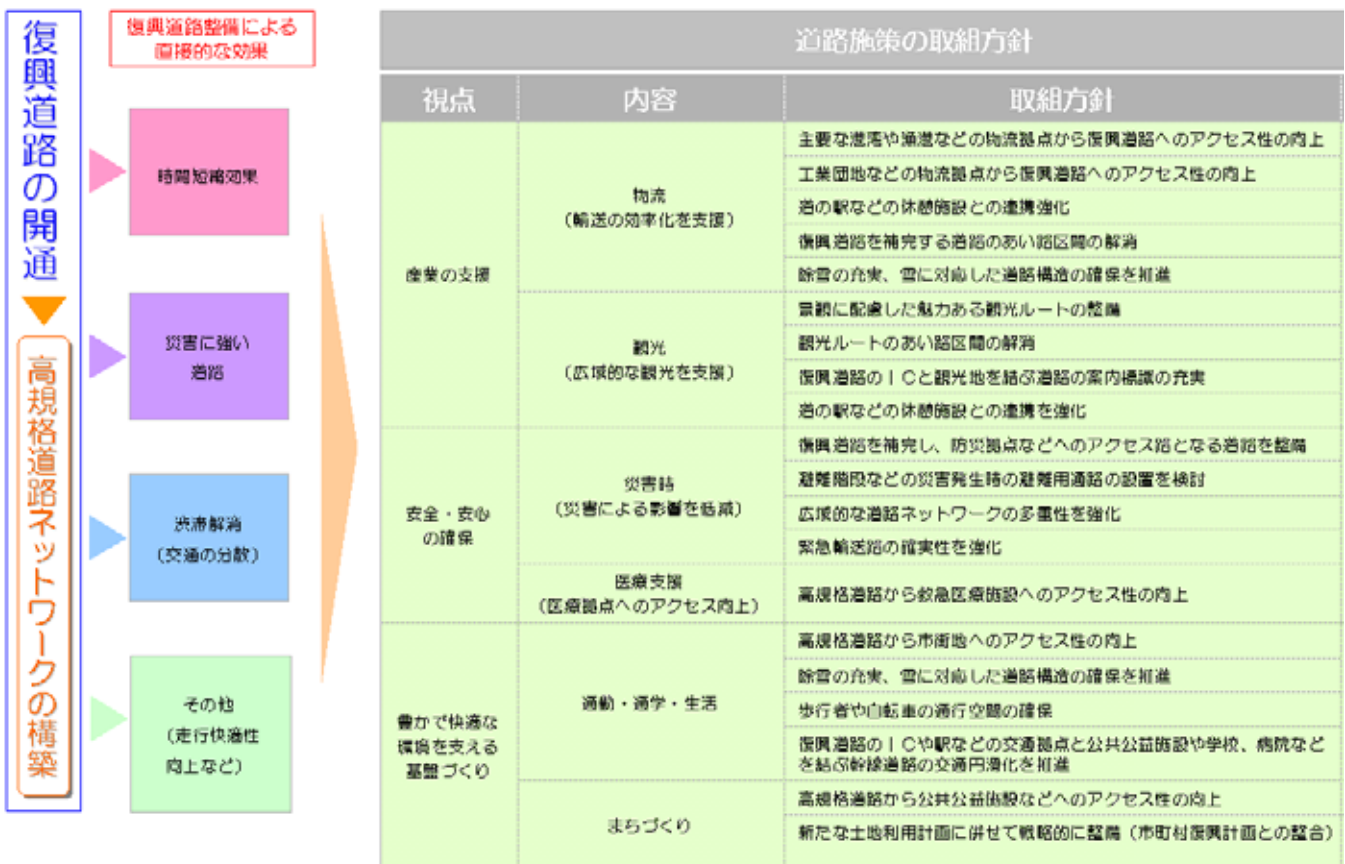 復興道路の開通
高規格道路ネットワークの構築
復興道路整備による
直接的な効果
時間短縮効果
災害に強い
道路
渋滞解消
(交通の分散)
その他
(走行快適性
向上など)
道路施策の取組方針
視点
内容
取組方針
産業の支援
物流
(輸送の効率化を支援)
主要な港湾や漁港などの物流拠点から復興道路へのアクセス性の向上
工業団地などの物流拠点から復興道路へのアクセス性の向上
道の駅などの休憩施設との連携強化
復興道路を補完する道路のあい路区間の解消
除雪の充実、雪に対応した道路構造の確保を推進
観光
(広域的な観光を支援)
景観に配慮した魅力ある観光ルートの整備
観光ルートのあい路区間の解消
復興道路のICと観光地を結ぶ道路の案内標識の充実
道の駅などの休憩施設との連携を強化
安全・安心
の確保
災害時
(災害による影響を低減)
復興道路を補完し、防災拠点などへのアクセス路となる道路を整備
避難階段などの災害発生時の避難用通路の設置を検討
広域的な道路ネットワークの多重性を強化
緊急輸送路の確実性を強化
医療支援
(医療拠点へのアクセス向上)
高規格道路から救急医療施設へのアクセス性の向上
豊かで快適な
環境を支える
基盤づくり
通勤・通学・生活
高規格道路から市街地へのアクセス性の向上
除雪の充実、雪に対応した道路構造の確保を推進
歩行者や自転車の通行空間の確保
復興道路のICや駅などの交通拠点と公共公益施設や学校、病院など
を結ぶ幹線道路の交通円滑化を推進
まちづくり
高規格道路から公共公益施設などへのアクセス性の向上
新たな土地利用計画に併せて戦略的に整備(市町村復興計画との整合)